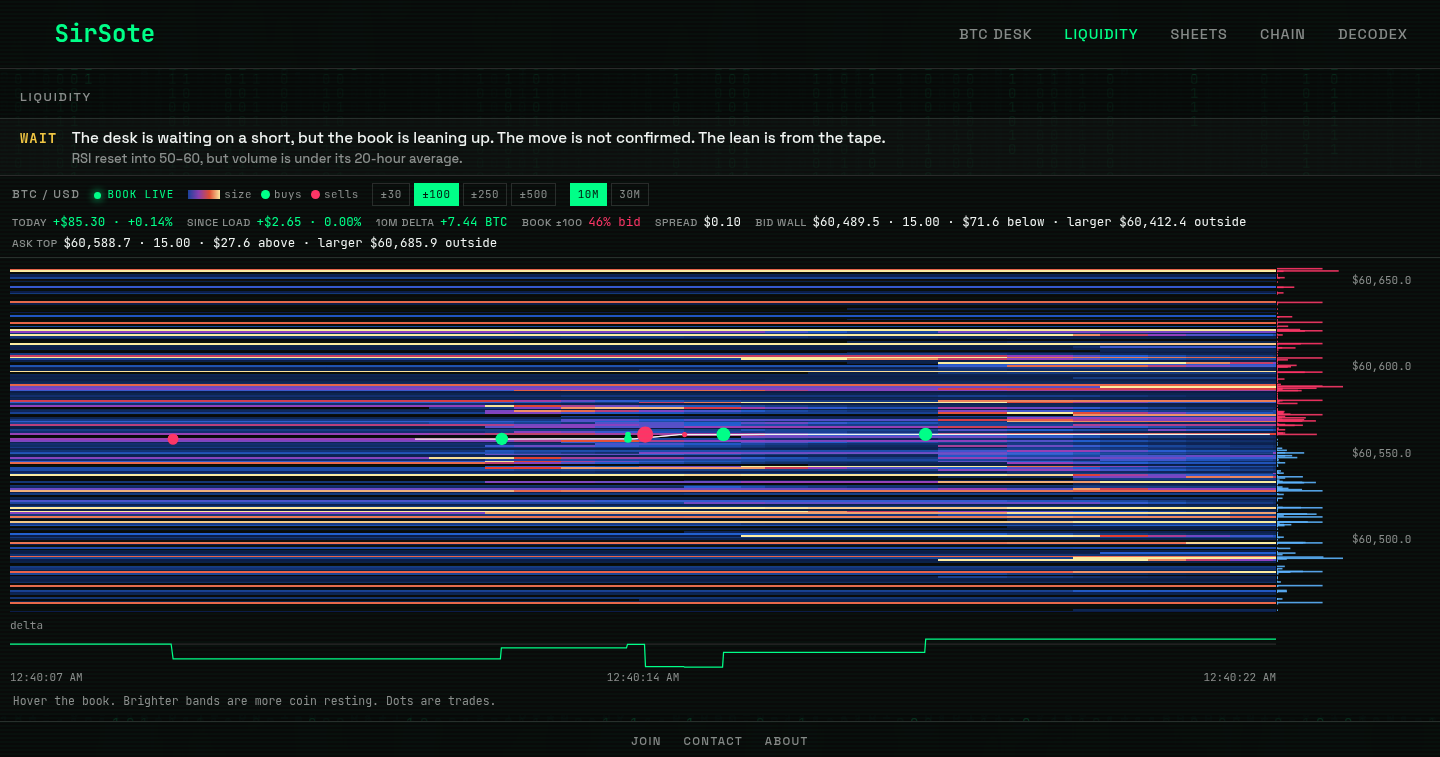 SirSote
BTC DESK LIQUIDITY SHEETS CHAIN DECODEX
LIQUIDITY
WAIT The desk is waiting on a short, but the book is leaning up. The move is not confirmed. The lean is from the tape.
RSI reset into 50–60, but volume is under its 20-hour average.
BTC / USD BOOK LIVE size buys sells ±30 ±100 ±250 ±500 10M 30M
TODAY +$85.30 · +0.14% SINCE LOAD +$2.65 · 0.00% 10M DELTA +7.44 BTC BOOK ±100 46% bid SPREAD $0.10 BID WALL $60,489.5 · 15.00 · $71.6 below · larger $60,412.4 outside
ASK TOP $60,588.7 · 15.00 · $27.6 above · larger $60,685.9 outside
$60,650.0
$60,600.0
$60,550.0
$60,500.0
delta
12:40:07 AM 12:40:14 AM 12:40:22 AM
Hover the book. Brighter bands are more coin resting. Dots are trades.
JOIN CONTACT ABOUT